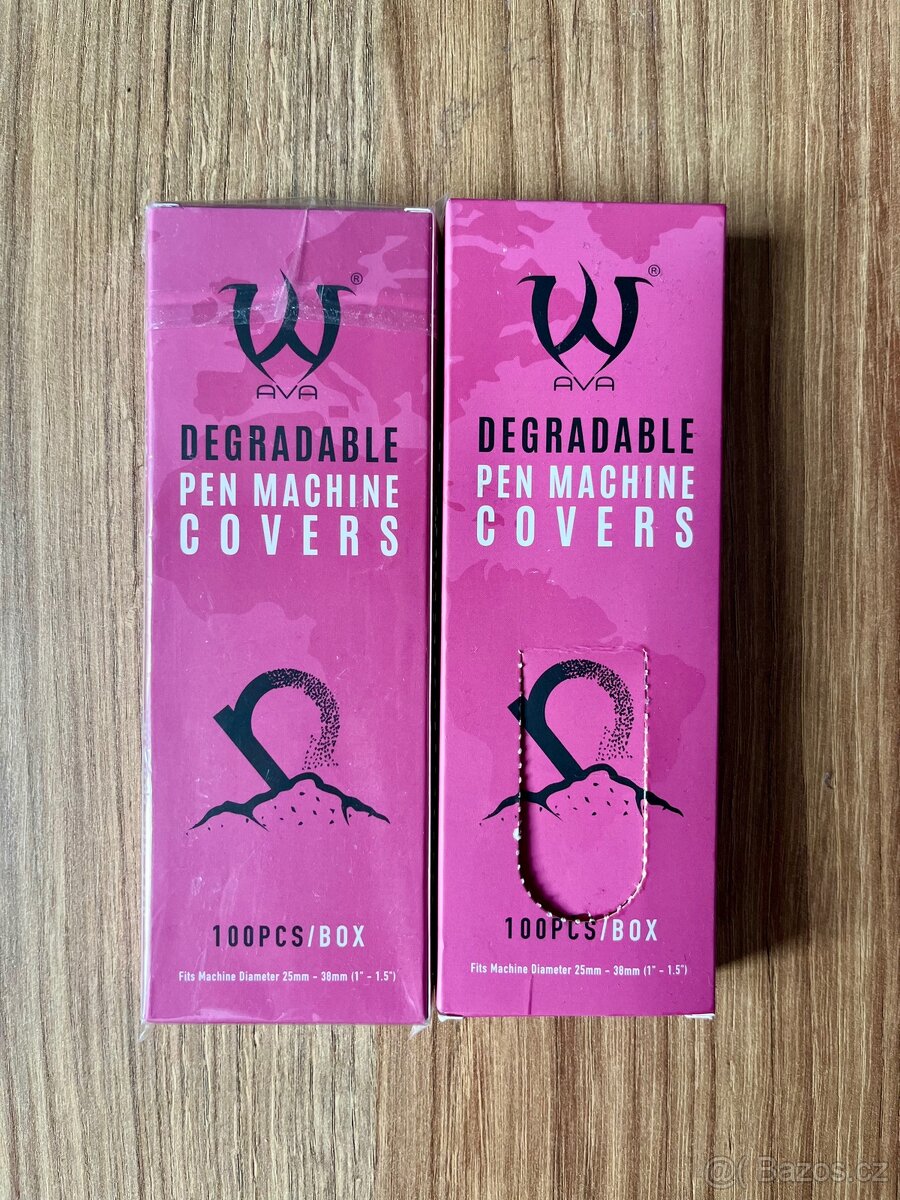 W®
AVA
DEGRADABLE
PEN MACHINE
COVERS
100PCS/BOX
Fits Machine Diameter 25mm – 38mm (1" - 1.5")
W®
AVA
DEGRADABLE
PEN MACHINE
COVERS
100PCS/BOX
Fits Machine Diameter 25mm – 38mm (1" - 1.5")
@( Bazos.cz